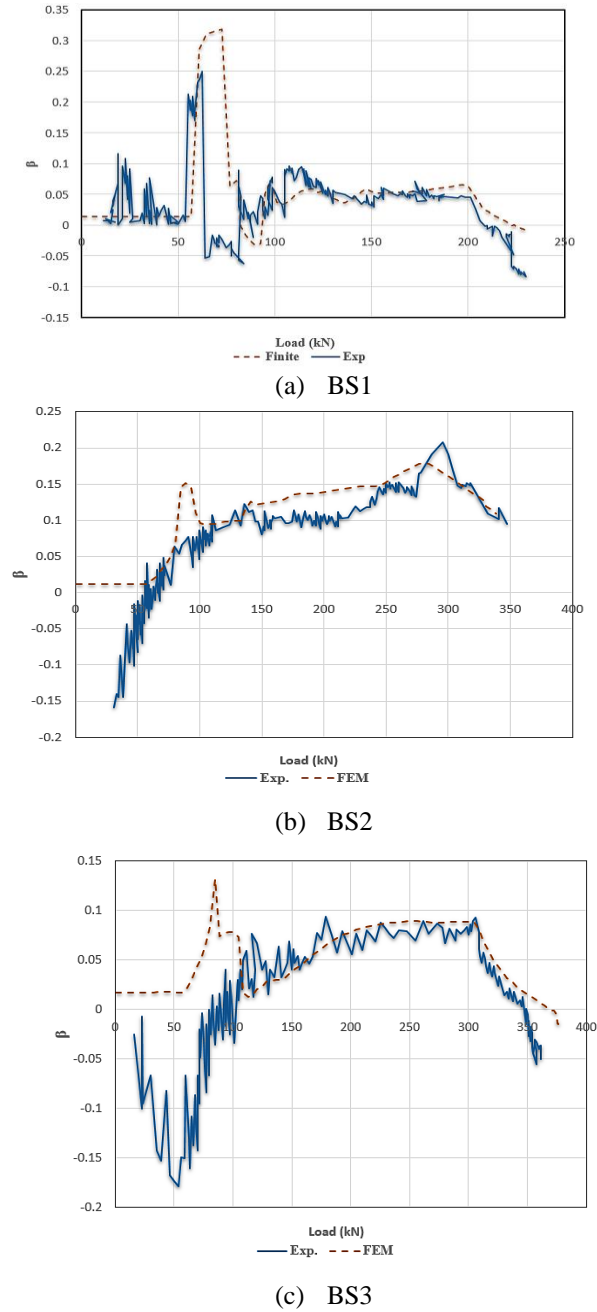 0.35
0.3
0.25
0.2
0.15
0.1
0.05
0
-0.05
-0.1
-0.15
β
0 50 100 150 200 250
Load (kN)
Finite Exp
(a) BS1
0.25
0.2
0.15
0.1
0.05
0
-0.05
-0.1
-0.15
-0.2
β
0 50 100 150 200 250 300 350 400
Load (kN)
Exp. FEM
(b) BS2
0.15
0.1
0.05
0
-0.05
-0.1
-0.15
-0.2
β
0 50 100 150 200 250 300 350 400
Load (kN)
Exp. FEM
(c) BS3